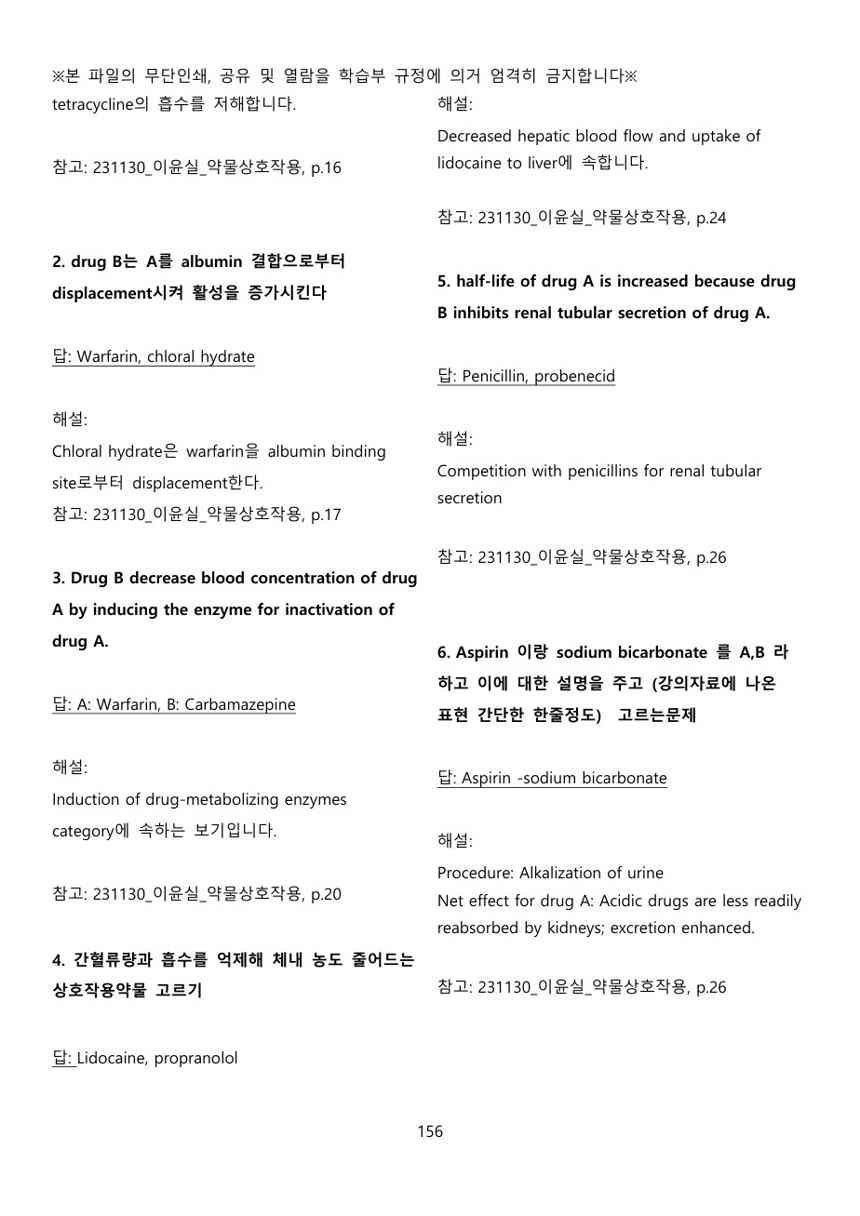 ※본 파일의 무단인쇄, 공유 및 열람을 학습부 규정에 의거 엄격히 금지합니다※
tetracycline의 흡수를 저해합니다.
참고: 231130_이윤실_약물상호작용, p.16
2. drug B는 A를 albumin 결합으로부터
displacement시켜 활성을 증가시킨다
답: Warfarin, chloral hydrate
해설:
Chloral hydrate은 warfarin을 albumin binding
site로부터 displacement한다.
참고: 231130_이윤실_약물상호작용, p.17
3. Drug B decrease blood concentration of drug
A by inducing the enzyme for inactivation of
drug A.
답: A: Warfarin, B: Carbamazepine
해설:
Induction of drug-metabolizing enzymes
category에 속하는 보기입니다.
참고: 231130_이윤실_약물상호작용, p.20
4. 간혈류량과 흡수를 억제해 체내 농도 줄어드는
상호작용약물 고르기
답: Lidocaine, propranolol
해설:
Decreased hepatic blood flow and uptake of
lidocaine to liver에 속합니다.
참고: 231130_이윤실_약물상호작용, p.24
5. half-life of drug A is increased because drug
B inhibits renal tubular secretion of drug A.
답: Penicillin, probenecid
해설:
Competition with penicillins for renal tubular
secretion
참고: 231130_이윤실_약물상호작용, p.26
6. Aspirin 이랑 sodium bicarbonate 를 A,B 라
하고 이에 대한 설명을 주고 (강의자료에 나온
표현 간단한 한줄정도) 고르는문제
답: Aspirin -sodium bicarbonate
해설:
Procedure: Alkalization of urine
Net effect for drug A: Acidic drugs are less readily
reabsorbed by kidneys; excretion enhanced.
참고: 231130_이윤실_약물상호작용, p.26
156